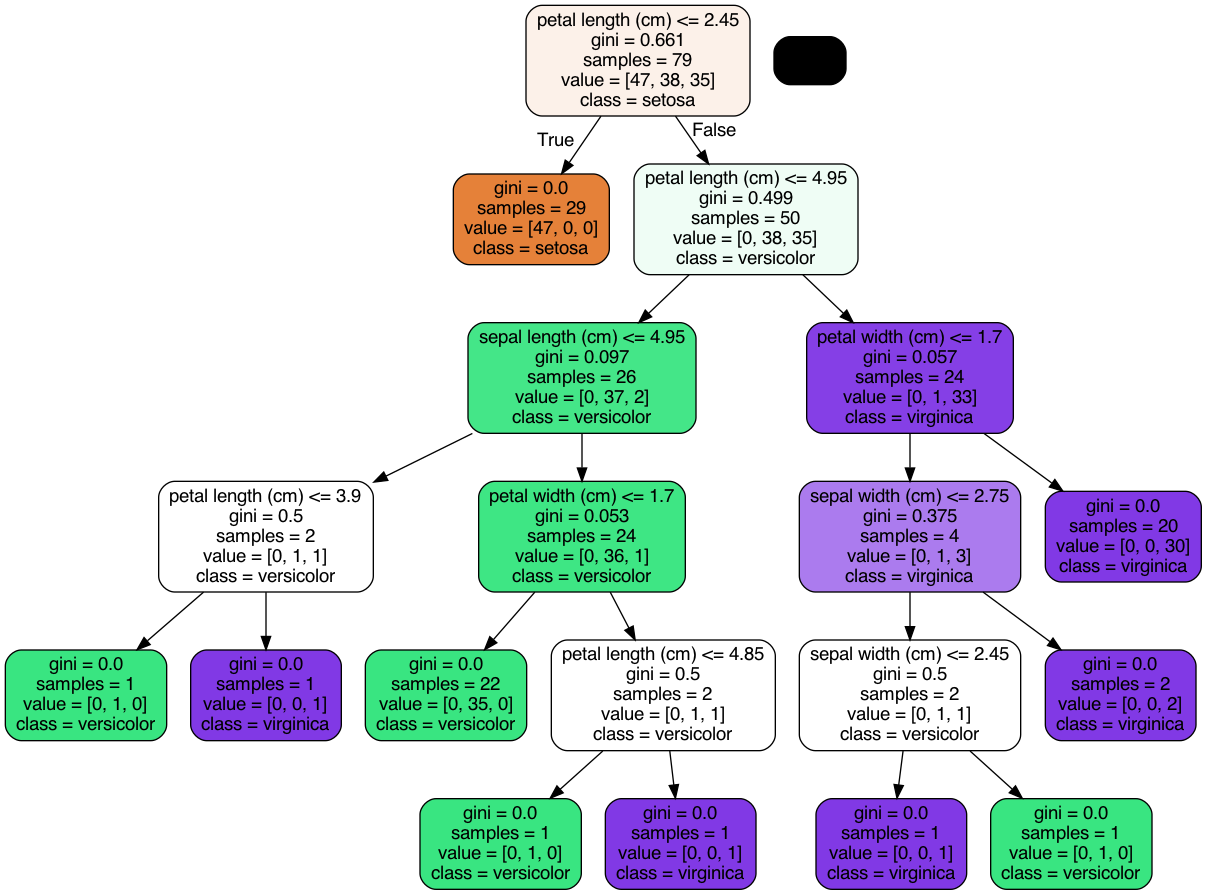 petal length (cm) <= 2.45
gini = 0.661
samples = 79
value = [47, 38, 35]
class = setosa
True
False
gini = 0.0
samples = 29
value = [47, 0, 0]
class = setosa
petal length (cm) <= 4.95
gini = 0.499
samples = 50
value = [0, 38, 35]
class = versicolor
sepal length (cm) <= 4.95
gini = 0.097
samples = 26
value = [0, 37, 2]
class = versicolor
petal width (cm) <= 1.7
gini = 0.057
samples = 24
value = [0, 1, 33]
class = virginica
petal length (cm) <= 3.9
gini = 0.5
samples = 2
value = [0, 1, 1]
class = versicolor
petal width (cm) <= 1.7
gini = 0.053
samples = 24
value = [0, 36, 1]
class = versicolor
sepal width (cm) <= 2.75
gini = 0.375
samples = 4
value = [0, 1, 3]
class = virginica
gini = 0.0
samples = 20
value = [0, 0, 30]
class = virginica
gini = 0.0
samples = 1
value = [0, 1, 0]
class = versicolor
gini = 0.0
samples = 1
value = [0, 0, 1]
class = virginica
gini = 0.0
samples = 22
value = [0, 35, 0]
class = versicolor
petal length (cm) <= 4.85
gini = 0.5
samples = 2
value = [0, 1, 1]
class = versicolor
sepal width (cm) <= 2.45
gini = 0.5
samples = 2
value = [0, 1, 1]
class = versicolor
gini = 0.0
samples = 2
value = [0, 0, 2]
class = virginica
gini = 0.0
samples = 1
value = [0, 1, 0]
class = versicolor
gini = 0.0
samples = 1
value = [0, 0, 1]
class = virginica
gini = 0.0
samples = 1
value = [0, 0, 1]
class = virginica
gini = 0.0
samples = 1
value = [0, 1, 0]
class = versicolor